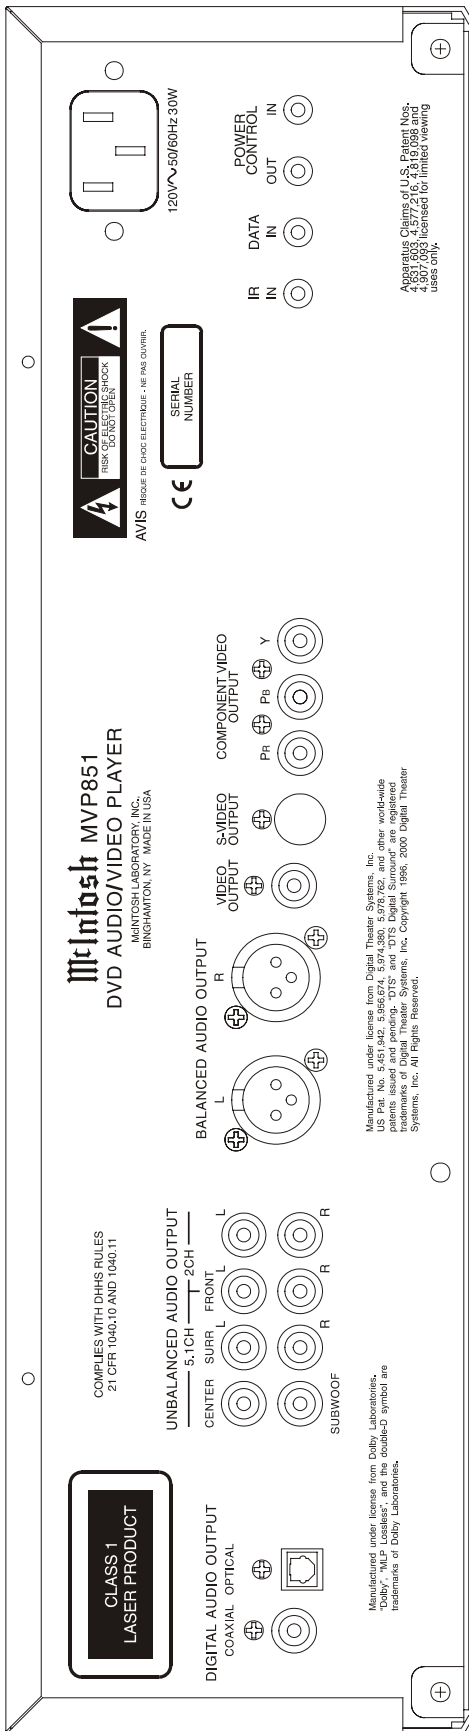 CLASS 1
LASER PRODUCT
COMPLIES WITH DHHS RULES
21 CFR 1040.10 AND 1040.11
McIntosh MVP851
DVD AUDIO/VIDEO PLAYER
McINTOSH LABORATORY, INC.
BINGHAMTON, NY MADE IN USA
CAUTION
RISK OF ELECTRIC SHOCK
DO NOT OPEN
AVIS RISQUE DE CHOC ELECTRIQUE - NE PAS OUVRIR.
CE
SERIAL
NUMBER
120V~50/60Hz 30W
DIGITAL AUDIO OUTPUT
COAXIAL OPTICAL
UNBALANCED AUDIO OUTPUT
5.1CH 2CH
CENTER SURR FRONT
L L L
R R R
SUBWOOF
BALANCED AUDIO OUTPUT
L R
VIDEO
OUTPUT
S-VIDEO
OUTPUT
COMPONENT VIDEO
OUTPUT
PR PB Y
IR
IN
DATA
IN
POWER
CONTROL
OUT IN
Manufactured under license from Dolby Laboratories.
"Dolby", "MLP Lossless", and the double-D symbol are
trademarks of Dolby Laboratories.
Manufactured under license from Digital Theater Systems, Inc.
US Pat. No. 5,451,942, 5,956,674, 5,974,380, 5,978,762, and other world-wide
patents issued and pending. "DTS" and "DTS Digital Surround" are registered
trademarks of Digital Theater Systems, Inc. Copyright 1996, 2000 Digital Theater
Systems, Inc. All Rights Reserved.
Apparatus Claims of U.S. Patent Nos.
4,631,603, 4,577,216, 4,819,098 and
4,907,093 licensed for limited viewing
uses only.